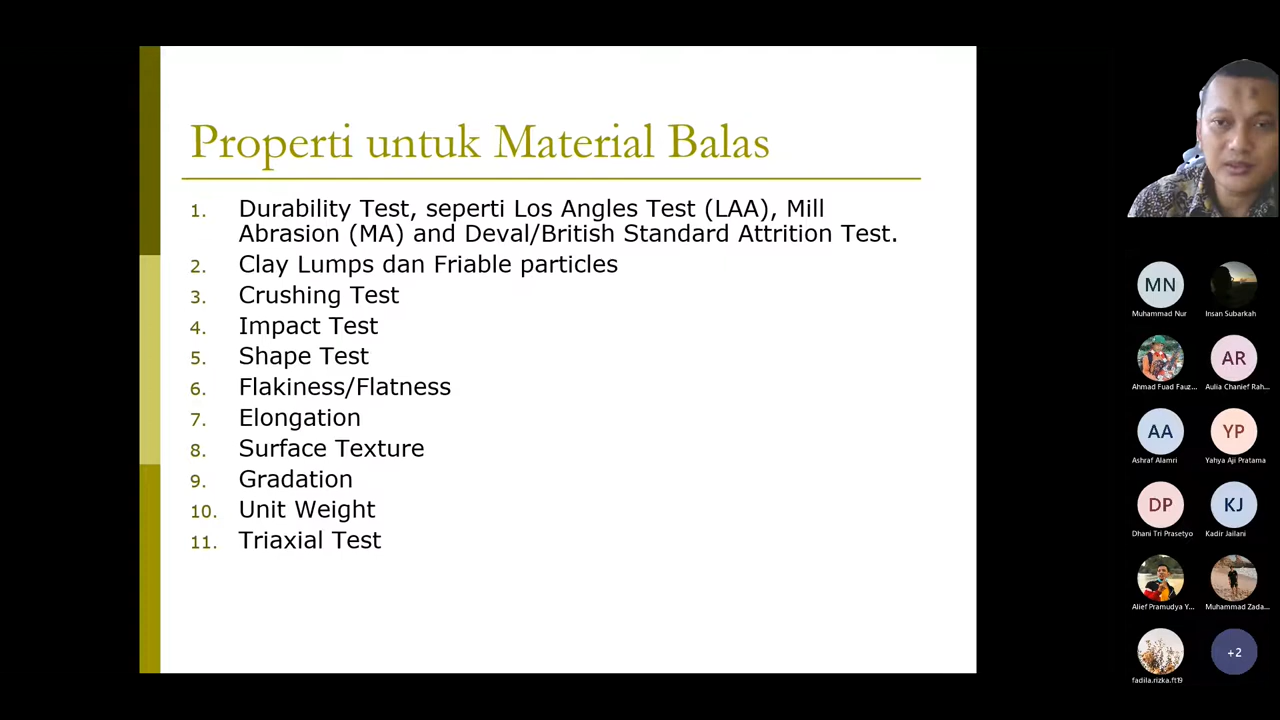 Properti untuk Material Balas
1. Durability Test, seperti Los Angles Test (LAA), Mill
Abrasion (MA) and Deval/British Standard Attrition Test.
2. Clay Lumps dan Friable particles
3. Crushing Test
4. Impact Test
5. Shape Test
6. Flakiness/Flatness
7. Elongation
8. Surface Texture
9. Gradation
10. Unit Weight
11. Triaxial Test
MN
Muhammad Nur
Insan Subarkah
Ahmad Fuad Fauz...
AR
Aulia Chanief Rah...
AA
Ashraf Alamri
YP
Yahya Aji Pratama
DP
Dhani Tri Prasetyo
KJ
Kadir Jailani
Alief Pramudya Y...
Muhammad Zada...
fadila.rizka.ft19
+2